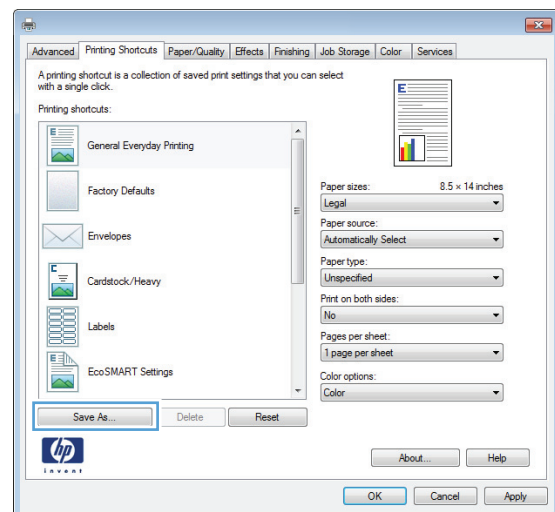 Advanced Printing Shortcuts Paper/Quality Effects Finishing Job Storage Color Services
A printing shortcut is a collection of saved print settings that you can select
with a single click.
Printing shortcuts:
E
General Everyday Printing
Factory Defaults
Envelopes
Cardstock/Heavy
Labels
EcoSMART Settings
Save As... Delete Reset
E
Paper sizes: 8.5 × 14 inches
Legal
Paper source:
Automatically Select
Paper type:
Unspecified
Print on both sides:
No
Pages per sheet:
1 page per sheet
Color options:
Color
hp
invent
About... Help
OK Cancel Apply